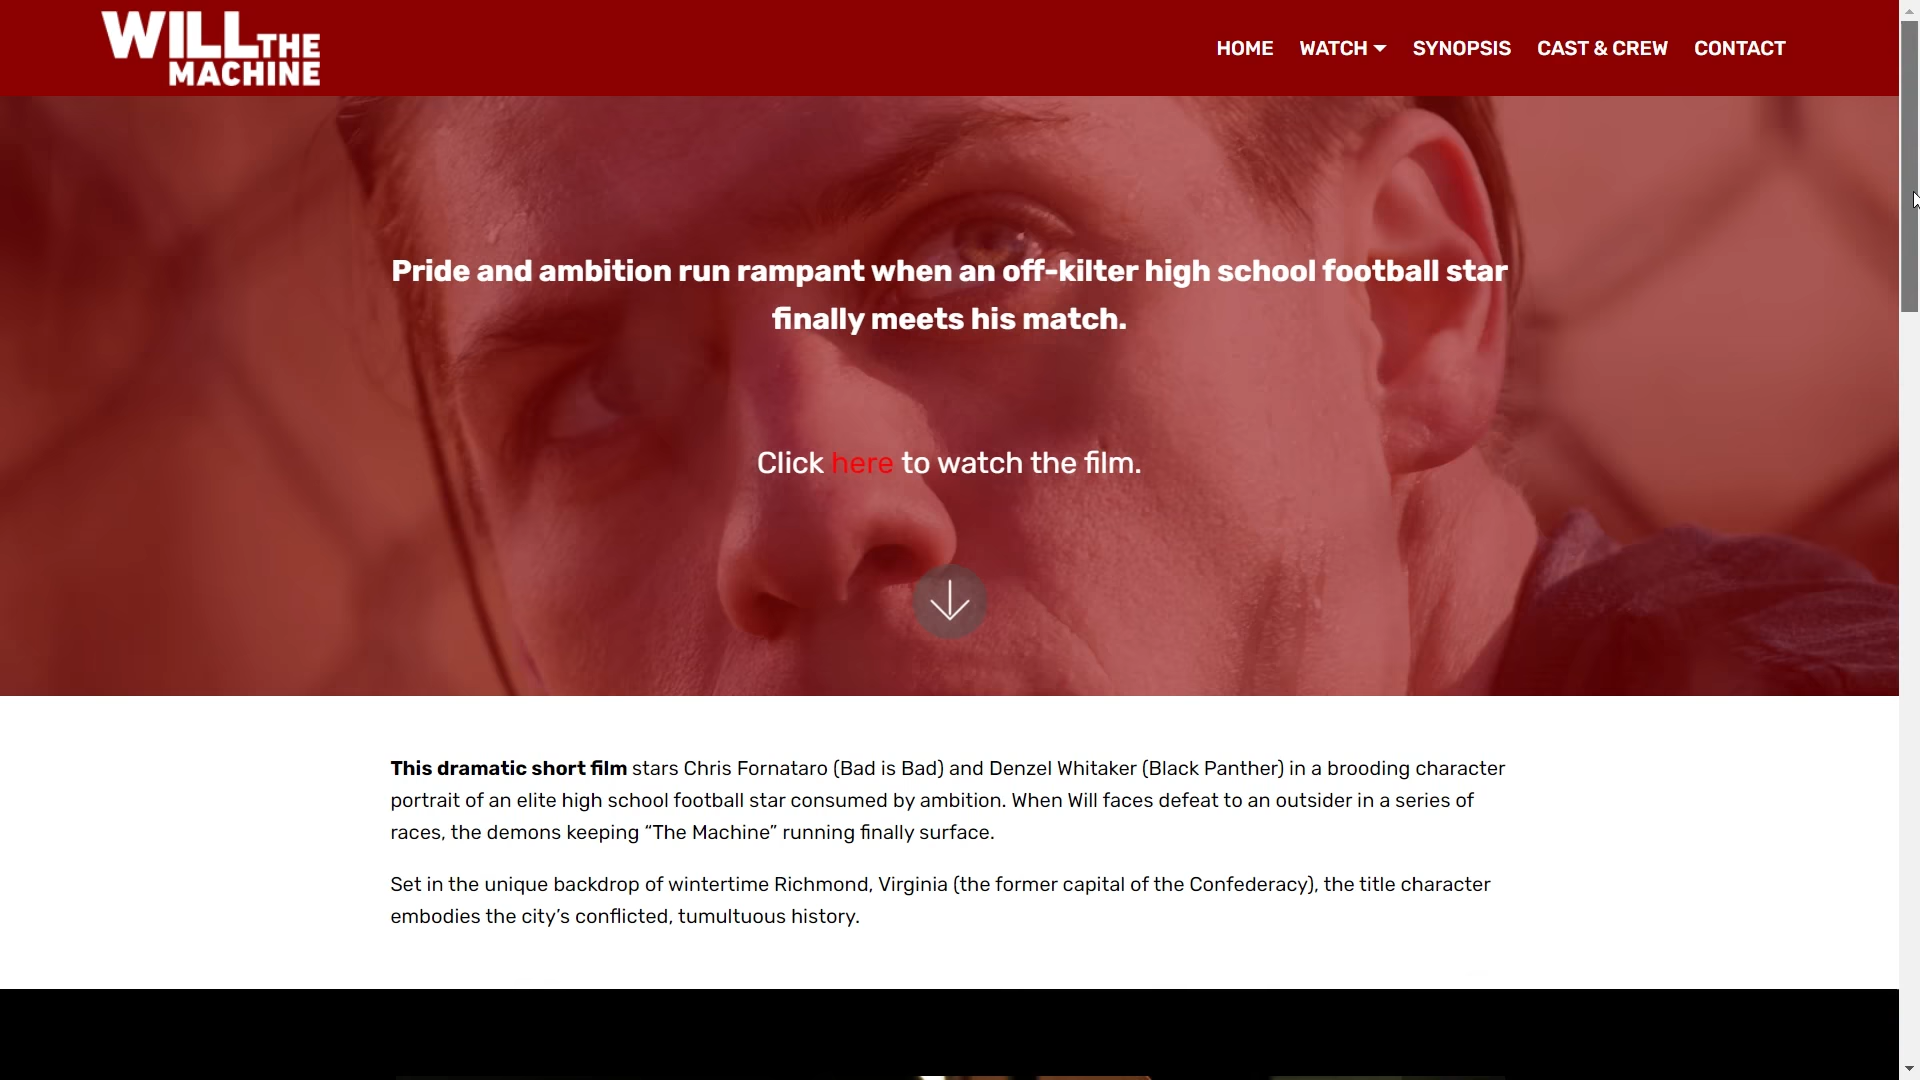 WILL THE
MACHINE
HOME WATCH SYNOPSIS CAST & CREW CONTACT
Pride and ambition run rampant when an off-kilter high school football star
finally meets his match.
Click here to watch the film.
This dramatic short film stars Chris Fornataro (Bad is Bad) and Denzel Whitaker (Black Panther) in a brooding character
portrait of an elite high school football star consumed by ambition. When Will faces defeat to an outsider in a series of
races, the demons keeping “The Machine” running finally surface.
Set in the unique backdrop of wintertime Richmond, Virginia (the former capital of the Confederacy), the title character
embodies the city’s conflicted, tumultuous history.